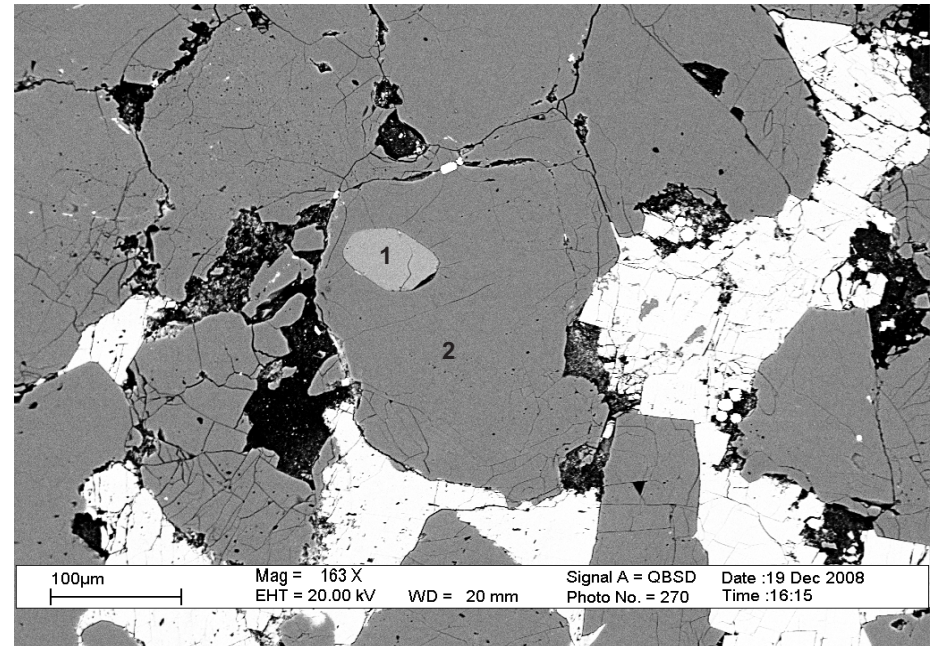 1
2
100µm
Mag = 163 X
EHT = 20.00 kV
WD = 20 mm
Signal A = QBSD
Photo No. = 270
Date :19 Dec 2008
Time :16:15